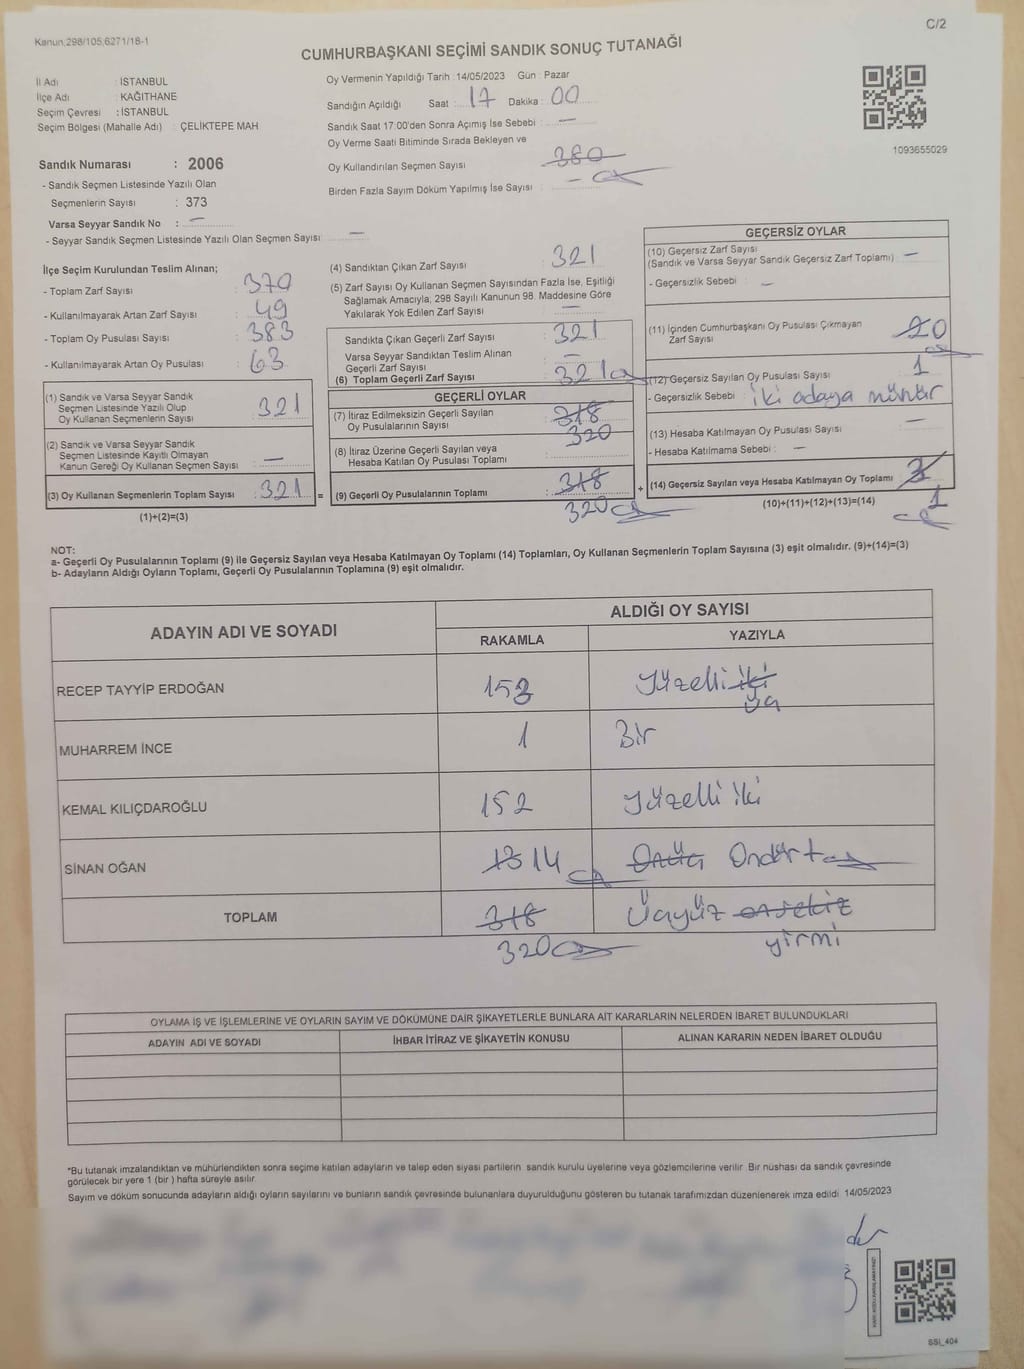 C/2
Kanun,298/105,6271/18-1
CUMHURBAŞKANI SEÇİMİ SANDIK SONUÇ TUTANAĞI
İl Adı : İSTANBUL
İlçe Adı : KAĞITHANE
Seçim Çevresi : İSTANBUL
Seçim Bölgesi (Mahalle Adı) : ÇELİKTEPE MAH
Sandık Numarası : 2006
- Sandık Seçmen Listesinde Yazılı Olan
Seçmenlerin Sayısı : 373
Varsa Seyyar Sandık No : —
- Seyyar Sandık Seçmen Listesinde Yazılı Olan Seçmen Sayısı: —
Oy Vermenin Yapıldığı Tarih : 14/05/2023 Gün : Pazar
Sandığın Açıldığı Saat : 17 Dakika : 00
Sandık Saat 17:00'den Sonra Açımış İse Sebebi : —
Oy Verme Saati Bitiminde Sırada Bekleyen ve
Oy Kullandırılan Seçmen Sayısı 380
Birden Fazla Sayım Döküm Yapılmış İse Sayısı : —
1093655029
İlçe Seçim Kurulundan Teslim Alınan;
- Toplam Zarf Sayısı : 370
- Kullanılmayarak Artan Zarf Sayısı : 49
- Toplam Oy Pusulası Sayısı : 383
- Kullanılmayarak Artan Oy Pusulası : 63
(1) Sandık ve Varsa Seyyar Sandık
Seçmen Listesinde Yazılı Olup
Oy Kullanan Seçmenlerin Sayısı : 321
(2) Sandık ve Varsa Seyyar Sandık
Seçmen Listesinde Kayıtlı Olmayan
Kanun Gereği Oy Kullanan Seçmen Sayısı : —
(3) Oy Kullanan Seçmenlerin Toplam Sayısı : 321
(1)+(2)=(3)
(4) Sandıktan Çıkan Zarf Sayısı : 321
(5) Zarf Sayısı Oy Kullanan Seçmen Sayısından Fazla İse, Eşitliği
Sağlamak Amacıyla, 298 Sayılı Kanunun 98. Maddesine Göre
Yakılarak Yok Edilen Zarf Sayısı : —
Sandıkta Çıkan Geçerli Zarf Sayısı : 321
Varsa Seyyar Sandıktan Teslim Alınan
Geçerli Zarf Sayısı : —
(6) Toplam Geçerli Zarf Sayısı : 321
GEÇERLİ OYLAR
(7) İtiraz Edilmeksizin Geçerli Sayılan
Oy Pusulalarının Sayısı : 318
320
(8) İtiraz Üzerine Geçerli Sayılan veya
Hesaba Katılan Oy Pusulası Toplamı
= (9) Geçerli Oy Pusulalarının Toplamı : 318
320
GEÇERSİZ OYLAR
(10) Geçersiz Zarf Sayısı
(Sandık ve Varsa Seyyar Sandık Geçersiz Zarf Toplamı) : —
- Geçersizlik Sebebi : —
(11) İçinden Cumhurbaşkanı Oy Pusulası Çıkmayan
Zarf Sayısı : 20
(12) Geçersiz Sayılan Oy Pusulası Sayısı : 1
- Geçersizlik Sebebi : iki adaya mühür
(13) Hesaba Katılmayan Oy Pusulası Sayısı : —
- Hesaba Katılmama Sebebi : —
+ (14) Geçersiz Sayılan veya Hesaba Katılmayan Oy Toplamı : 3
1
(10)+(11)+(12)+(13)=(14)
NOT:
a- Geçerli Oy Pusulalarının Toplamı (9) ile Geçersiz Sayılan veya Hesaba Katılmayan Oy Toplamı (14) Toplamları, Oy Kullanan Seçmenlerin Toplam Sayısına (3) eşit olmalıdır. (9)+(14)=(3)
b- Adayların Aldığı Oyların Toplamı, Geçerli Oy Pusulalarının Toplamına (9) eşit olmalıdır.
ADAYIN ADI VE SOYADI ALDIĞI OY SAYISI
RAKAMLA YAZIYLA
RECEP TAYYİP ERDOĞAN 153 Yüzelli iki
üç
MUHARREM İNCE 1 Bir
KEMAL KILIÇDAROĞLU 152 Yüzelli iki
SİNAN OĞAN 13 14 Onüç Ondört
TOPLAM 318 Üçyüz onsekiz
320 yirmi
OYLAMA İŞ VE İŞLEMLERİNE VE OYLARIN SAYIM VE DÖKÜMÜNE DAİR ŞİKAYETLERLE BUNLARA AİT KARARLARIN NELERDEN İBARET BULUNDUKLARI
ADAYIN ADI VE SOYADI İHBAR İTİRAZ VE ŞİKAYETİN KONUSU ALINAN KARARIN NEDEN İBARET OLDUĞU
*Bu tutanak imzalandıktan ve mühürlendikten sonra seçime katılan adayların ve talep eden siyasi partilerin sandık kurulu üyelerine veya gözlemcilerine verilir. Bir nüshası da sandık çevresinde
görülecek bir yere 1 (bir) hafta süreyle asılır.
Sayım ve döküm sonucunda adayların aldığı oyların sayılarını ve bunların sandık çevresinde bulunanlara duyurulduğunu gösteren bu tutanak tarafımızdan düzenlenerek imza edildi. 14/05/2023
KARE KODU KARALAMAYINIZ!
SSİ_404